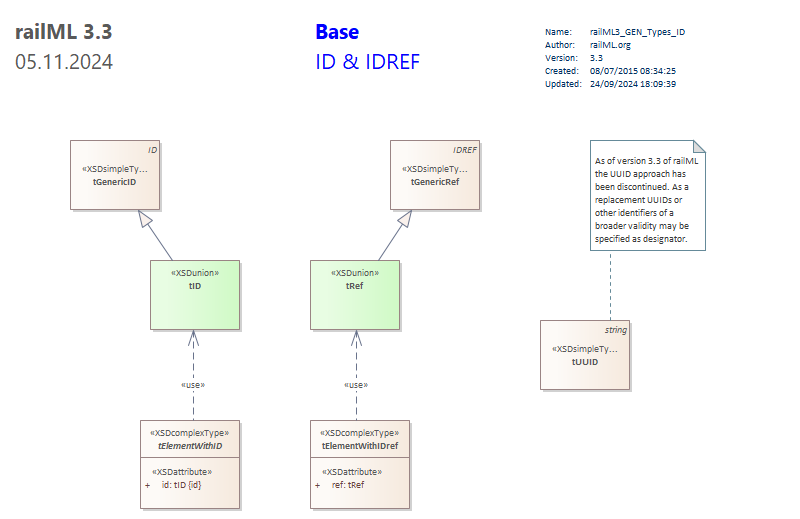 railML 3.3
05.11.2024
Base
ID & IDREF
Name: railML3_GEN_Types_ID
Author: railML.org
Version: 3.3
Created: 08/07/2015 08:34:25
Updated: 24/09/2024 18:09:39
ID
«XSDsimpleTy...
tGenericID
IDREF
«XSDsimpleTy...
tGenericRef
As of version 3.3 of railML
the UUID approach has
been discontinued. As a
replacement UUIDs or
other identifiers of a
broader validity may be
specified as designator.
«XSDunion»
tID
«XSDunion»
tRef
string
«XSDsimpleTy...
tUUID
«use»
«use»
«XSDcomplexType»
tElementWithID
«XSDattribute»
+ id: tID {id}
«XSDcomplexType»
tElementWithIDref
«XSDattribute»
+ ref: tRef